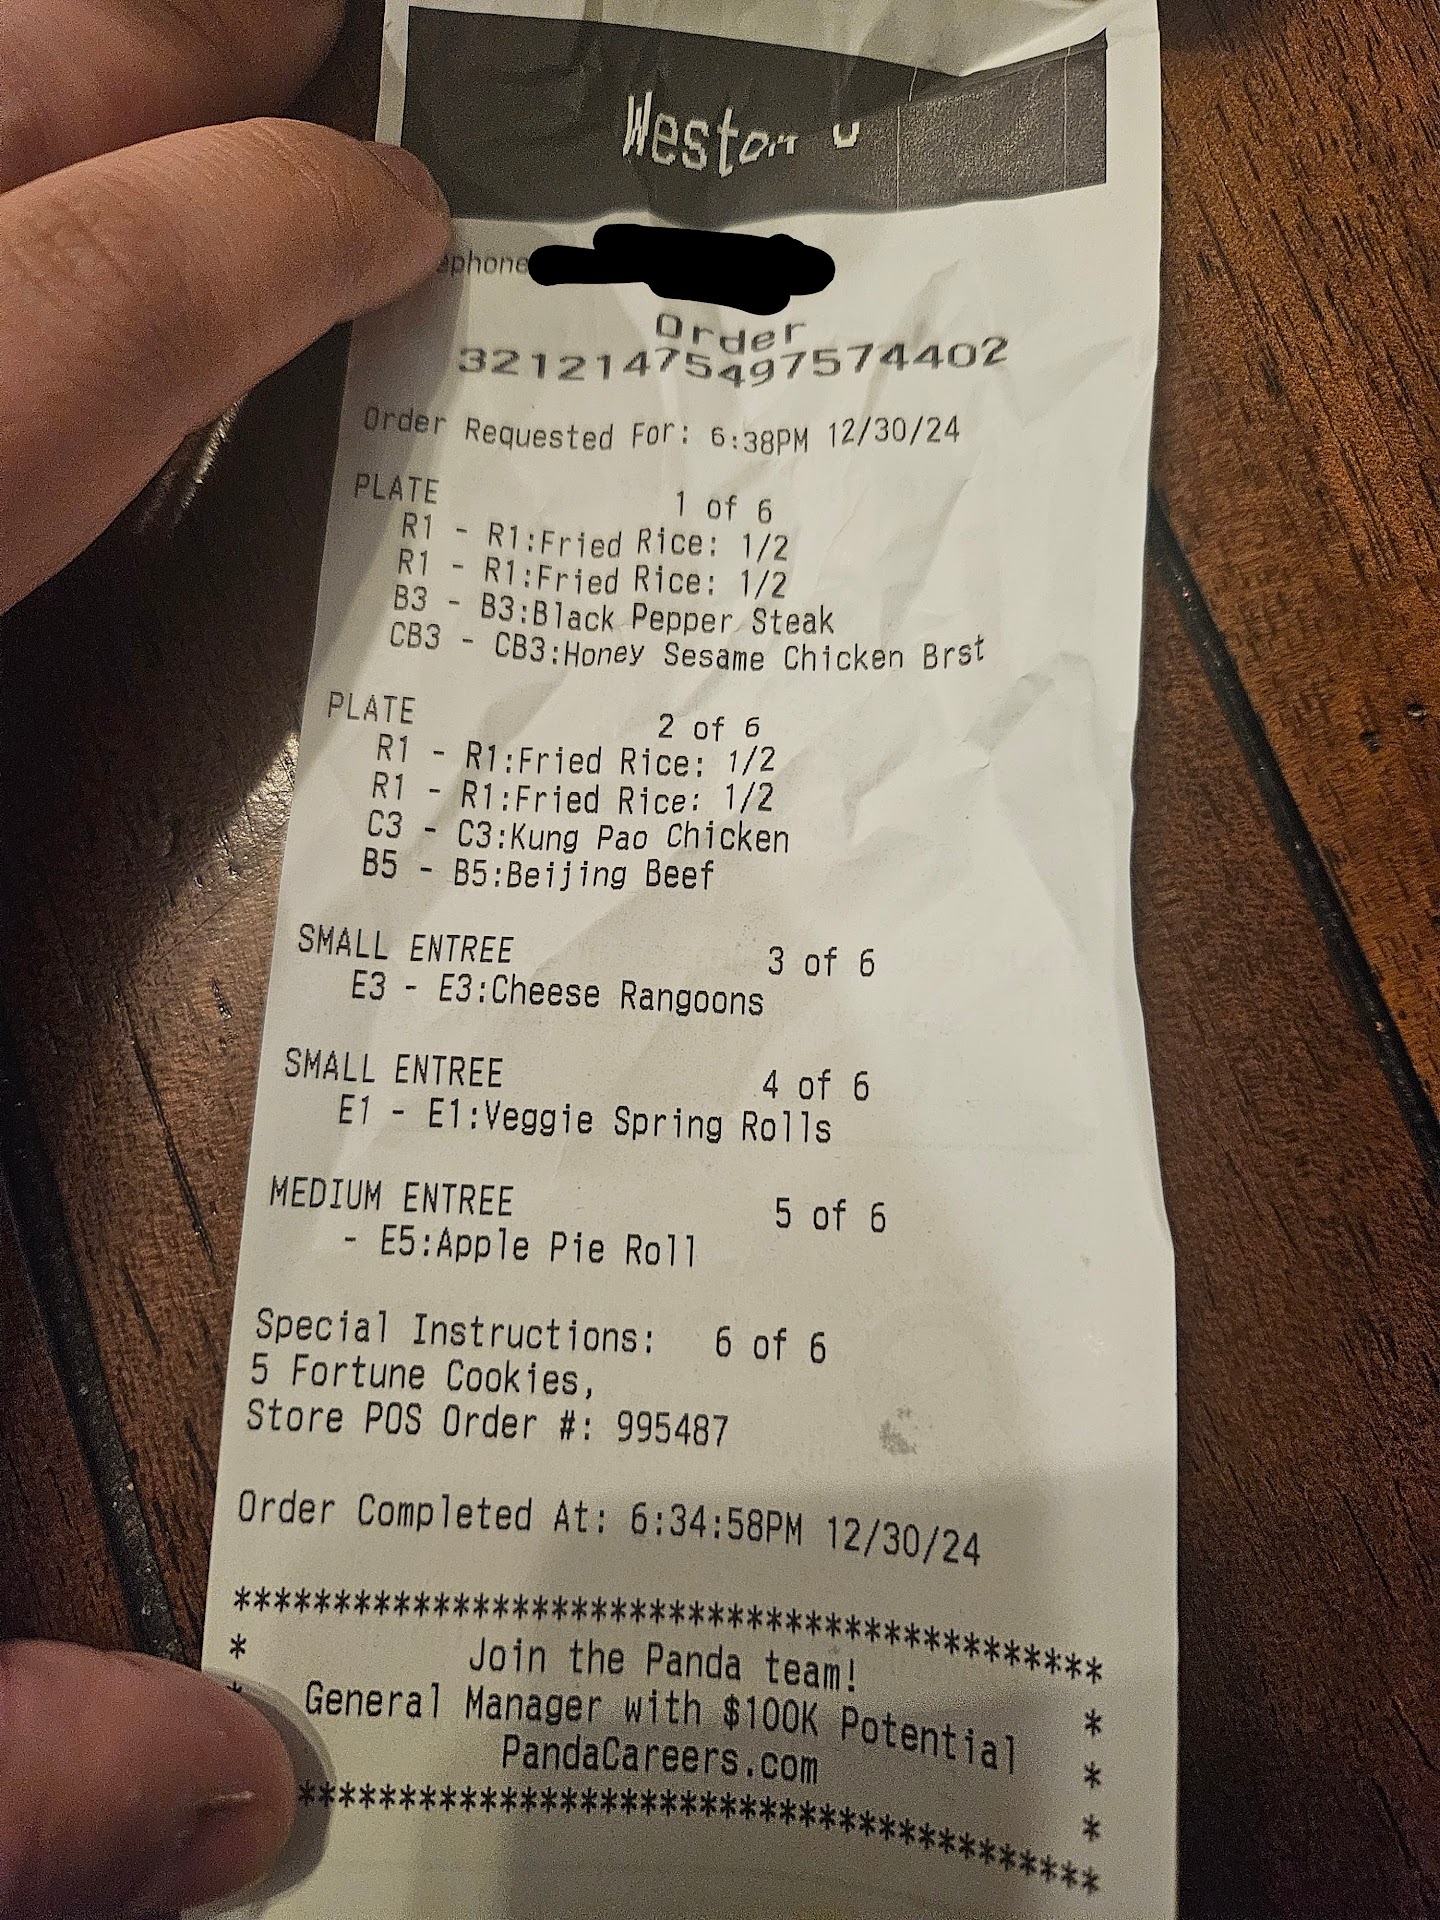 Weston
ephone
Order
32121475497574402
Order Requested For: 6:38PM 12/30/24
PLATE 1 of 6
R1 - R1:Fried Rice: 1/2
R1 - R1:Fried Rice: 1/2
B3 - B3:Black Pepper Steak
CB3 - CB3:Honey Sesame Chicken Brst
PLATE 2 of 6
R1 - R1:Fried Rice: 1/2
R1 - R1:Fried Rice: 1/2
C3 - C3:Kung Pao Chicken
B5 - B5:Beijing Beef
SMALL ENTREE 3 of 6
E3 - E3:Cheese Rangoons
SMALL ENTREE 4 of 6
E1 - E1:Veggie Spring Rolls
MEDIUM ENTREE 5 of 6
- E5:Apple Pie Roll
Special Instructions: 6 of 6
5 Fortune Cookies,
Store POS Order #: 995487
Order Completed At: 6:34:58PM 12/30/24
*******************************************
* Join the Panda team!
* General Manager with $100K Potential *
PandaCareers.com *
*
*****************************************